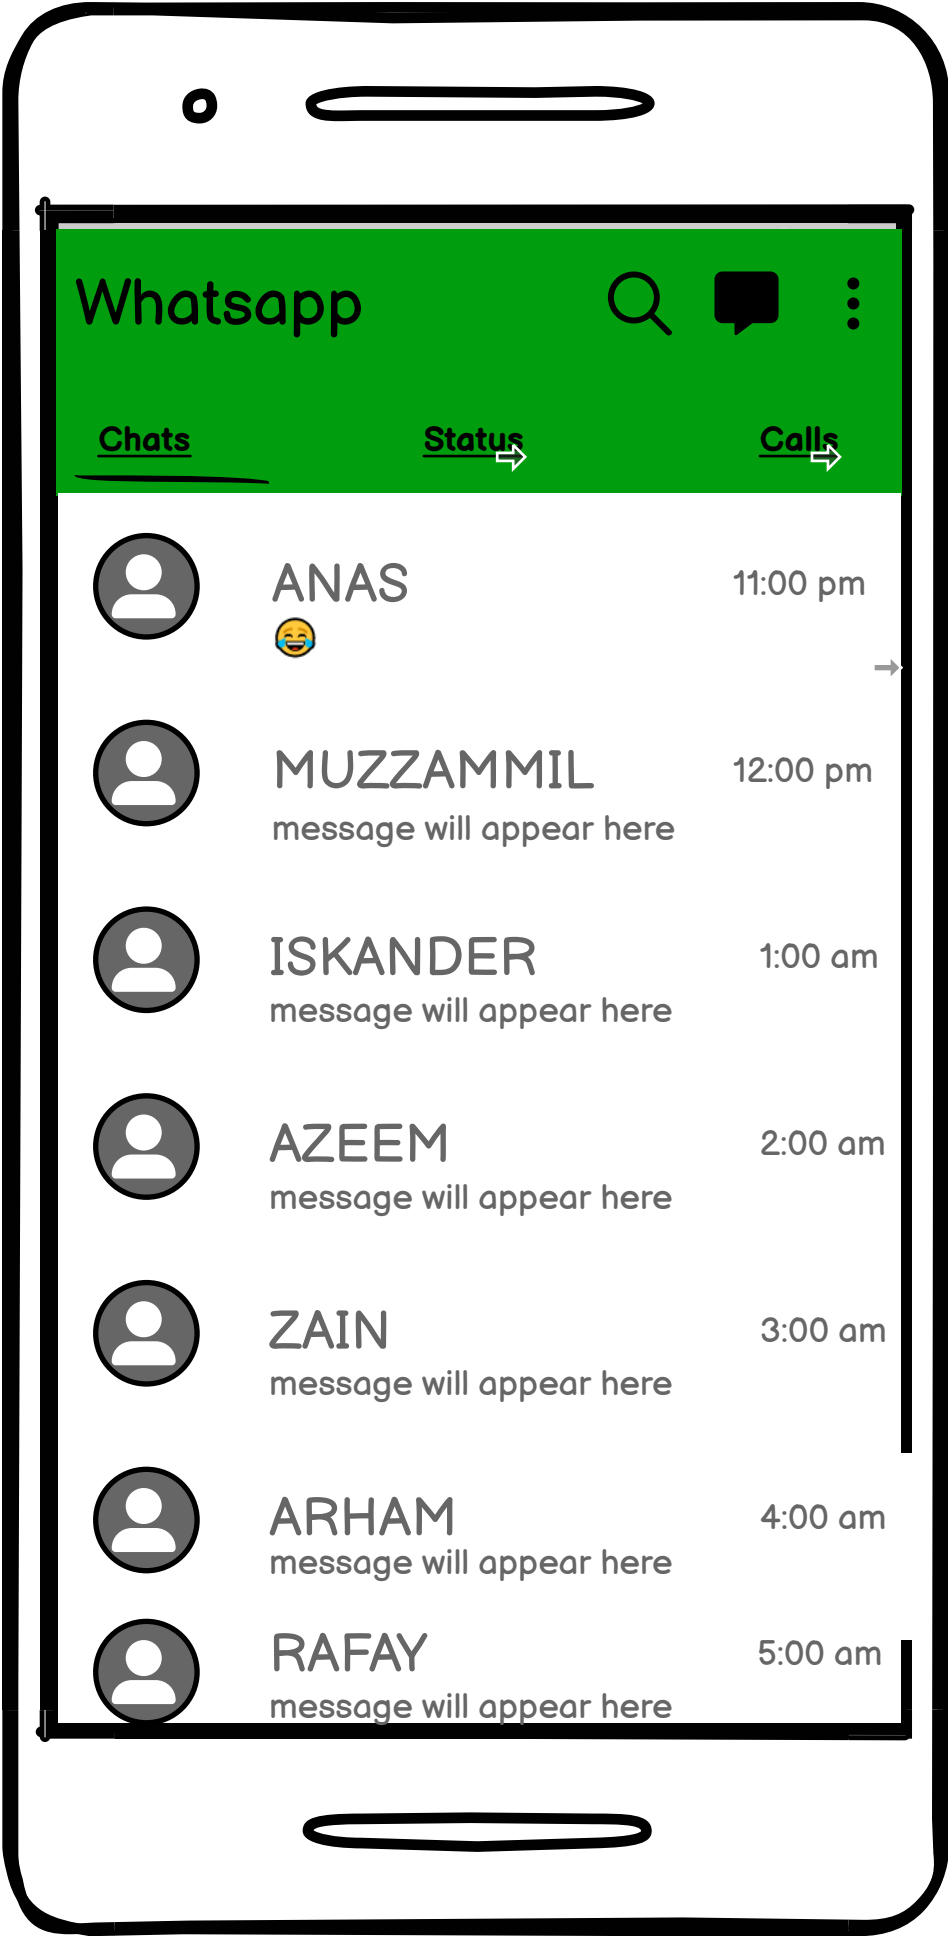 Whatsapp
Chats Status Calls
ANAS 11:00 pm
😂
MUZZAMMIL 12:00 pm
message will appear here
ISKANDER 1:00 am
message will appear here
AZEEM 2:00 am
message will appear here
ZAIN 3:00 am
message will appear here
ARHAM 4:00 am
message will appear here
RAFAY 5:00 am
message will appear here